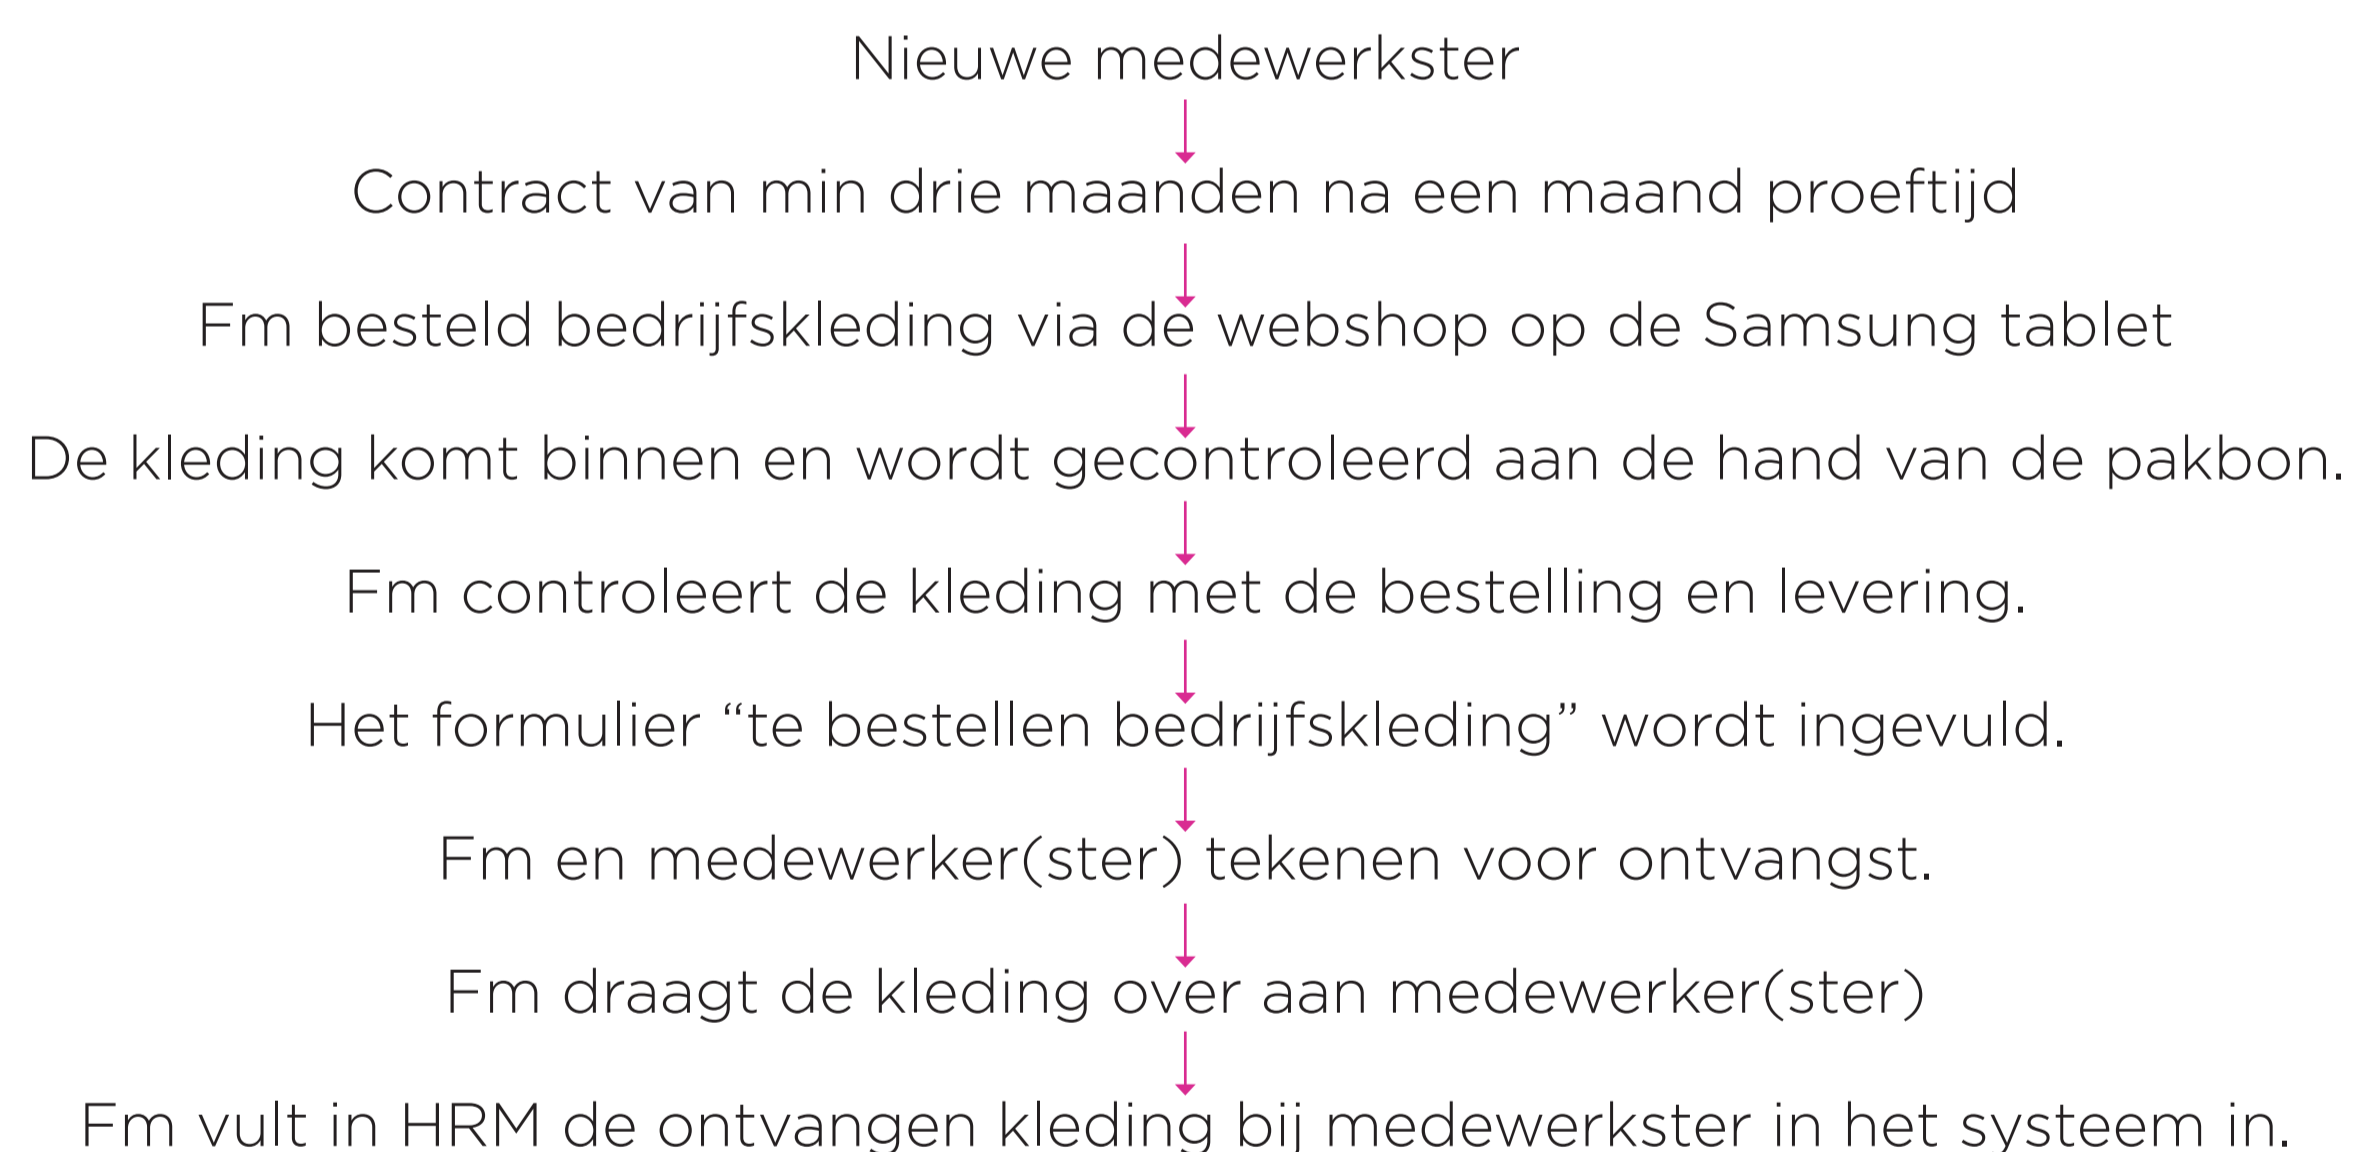 Nieuwe medewerkster
Contract van min drie maanden na een maand proeftijd
Fm besteld bedrijfskleding via de webshop op de Samsung tablet
De kleding komt binnen en wordt gecontroleerd aan de hand van de pakbon.
Fm controleert de kleding met de bestelling en levering.
Het formulier “te bestellen bedrijfskleding” wordt ingevuld.
Fm en medewerker(ster) tekenen voor ontvangst.
Fm draagt de kleding over aan medewerker(ster)
Fm vult in HRM de ontvangen kleding bij medewerkster in het systeem in.